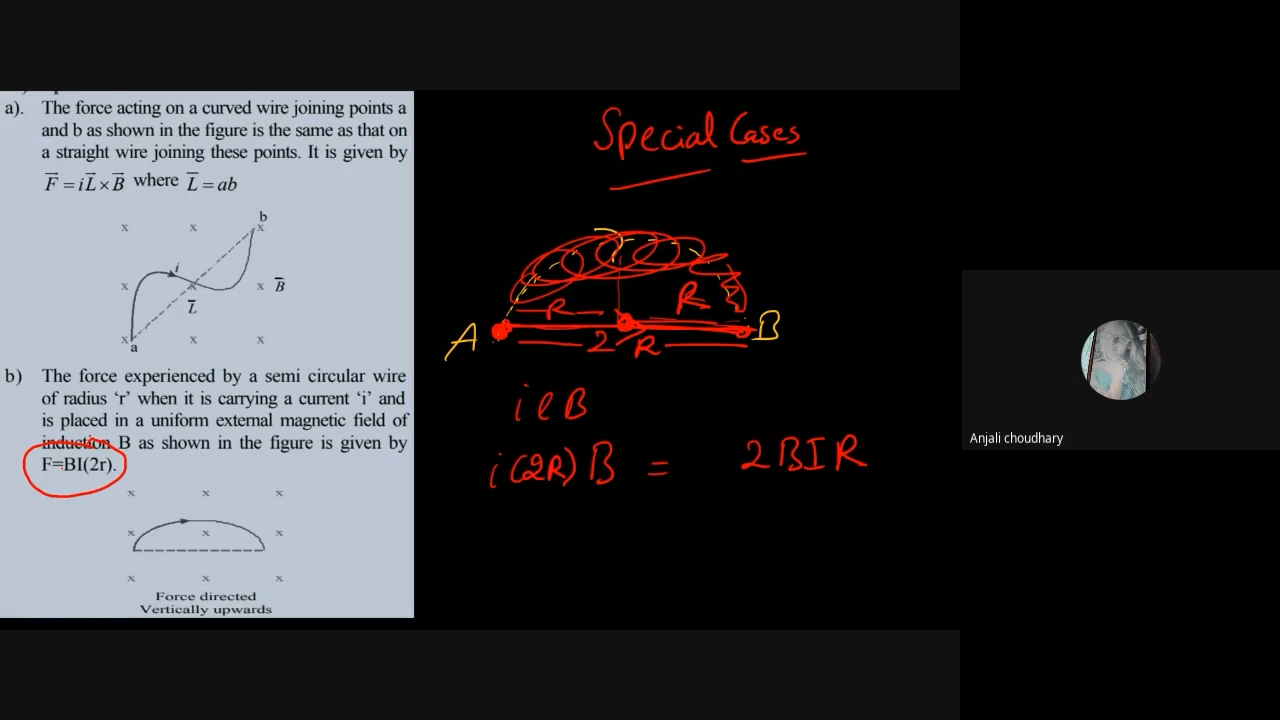 a). The force acting on a curved wire joining points a
and b as shown in the figure is the same as that on
a straight wire joining these points. It is given by
F = iL × B where L = ab
x x b x
i
x x x B
L
x a x x
b) The force experienced by a semi circular wire
of radius ‘r’ when it is carrying a current ‘i’ and
is placed in a uniform external magnetic field of
induction B as shown in the figure is given by
F=BI(2r).
x x x
x x x
x x x
Force directed
Vertically upwards
Special Cases
R R
A B
2R
i l B
i(2R) B = 2BIR
Anjali choudhary